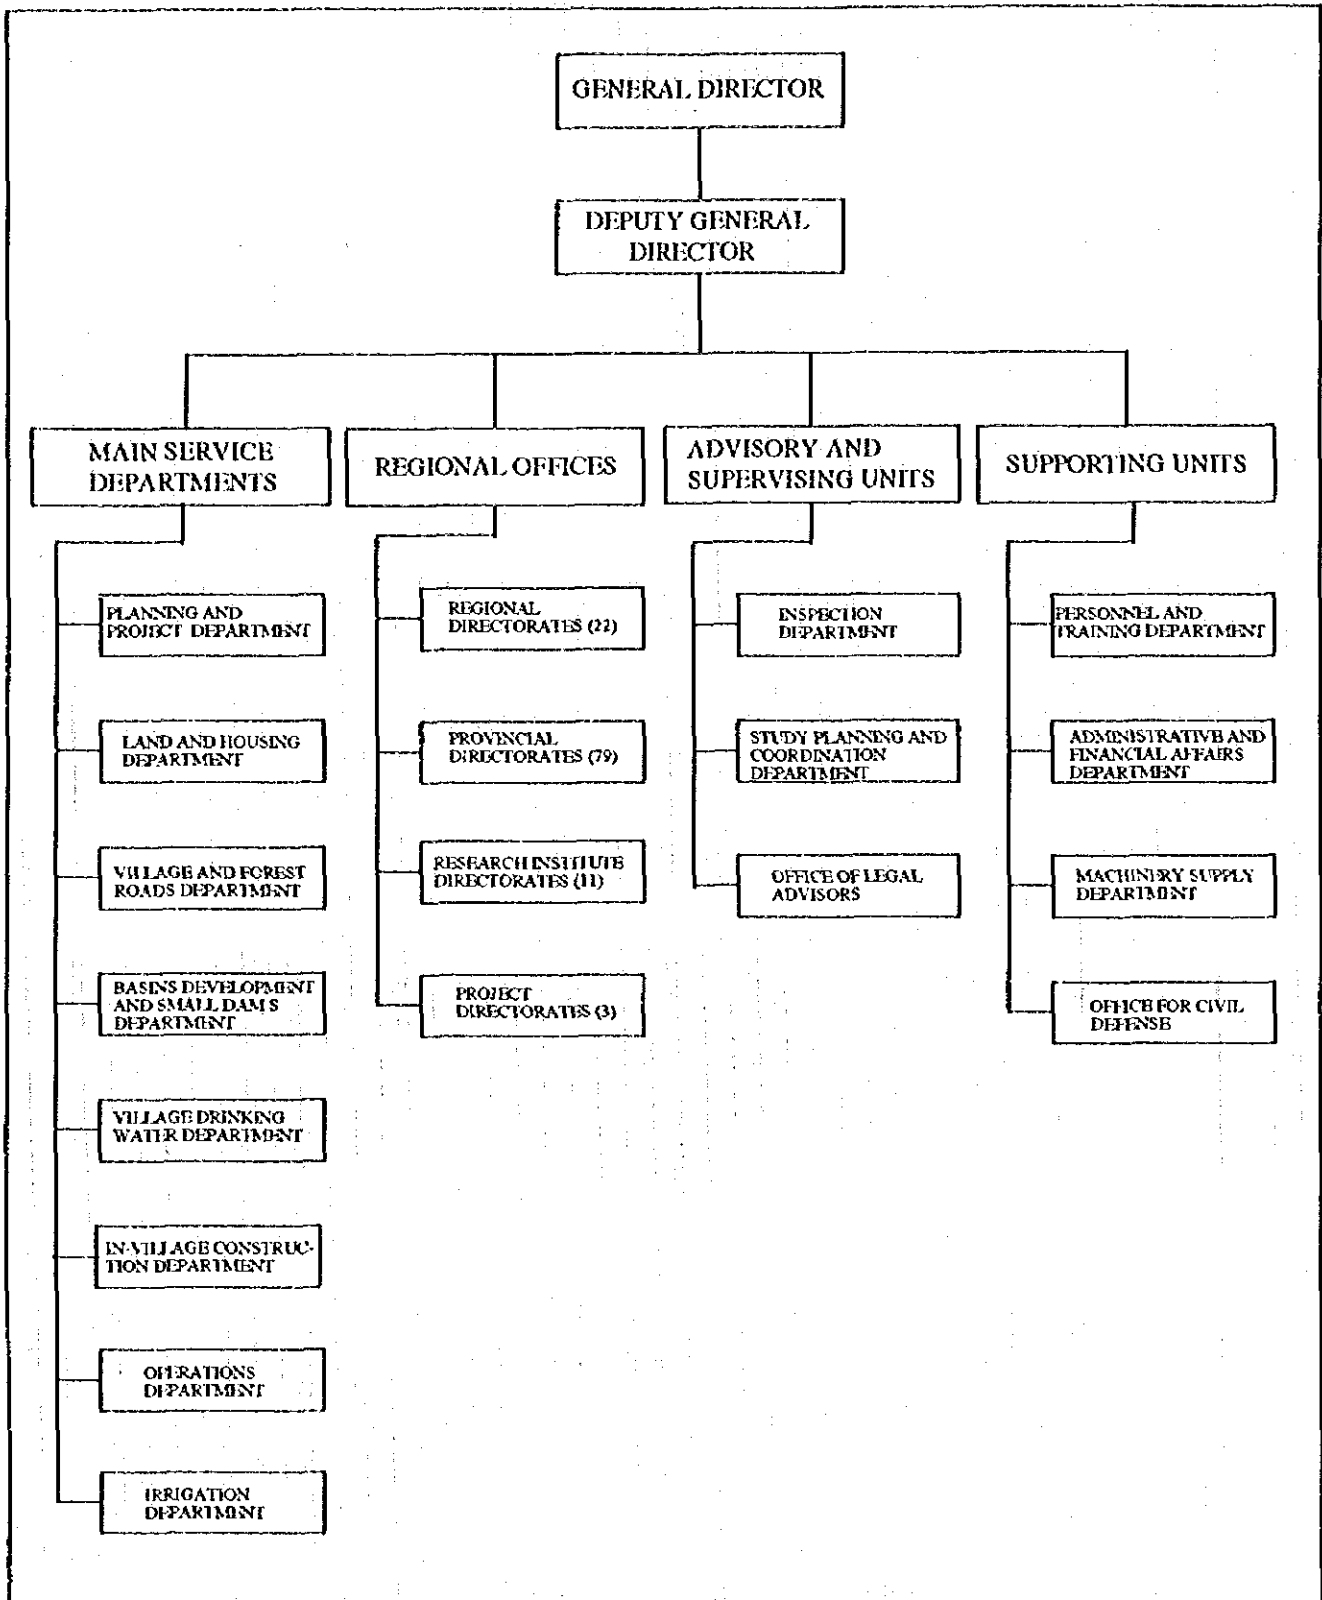 GENERAL DIRECTOR
DEPUTY GENERAL
DIRECTOR
MAIN SERVICE
DEPARTMENTS
PLANNING AND
PROJECT DEPARTMENT
LAND AND HOUSING
DEPARTMENT
VILLAGE AND FOREST
ROADS DEPARTMENT
BASINS DEVELOPMENT
AND SMALL DAMS
DEPARTMENT
VILLAGE DRINKING
WATER DEPARTMENT
IN-VILLAGE CONSTRUC-
TION DEPARTMENT
OPERATIONS
DEPARTMENT
IRRIGATION
DEPARTMENT
REGIONAL OFFICES
REGIONAL
DIRECTORATES (22)
PROVINCIAL
DIRECTORATES (79)
RESEARCH INSTITUTE
DIRECTORATES (11)
PROJECT
DIRECTORATES (3)
ADVISORY AND
SUPERVISING UNITS
INSPECTION
DEPARTMENT
STUDY PLANNING AND
COORDINATION
DEPARTMENT
OFFICE OF LEGAL
ADVISORS
SUPPORTING UNITS
PERSONNEL AND
TRAINING DEPARTMENT
ADMINISTRATIVE AND
FINANCIAL AFFAIRS
DEPARTMENT
MACHINERY SUPPLY
DEPARTMENT
OFFICE FOR CIVIL
DEFENSE